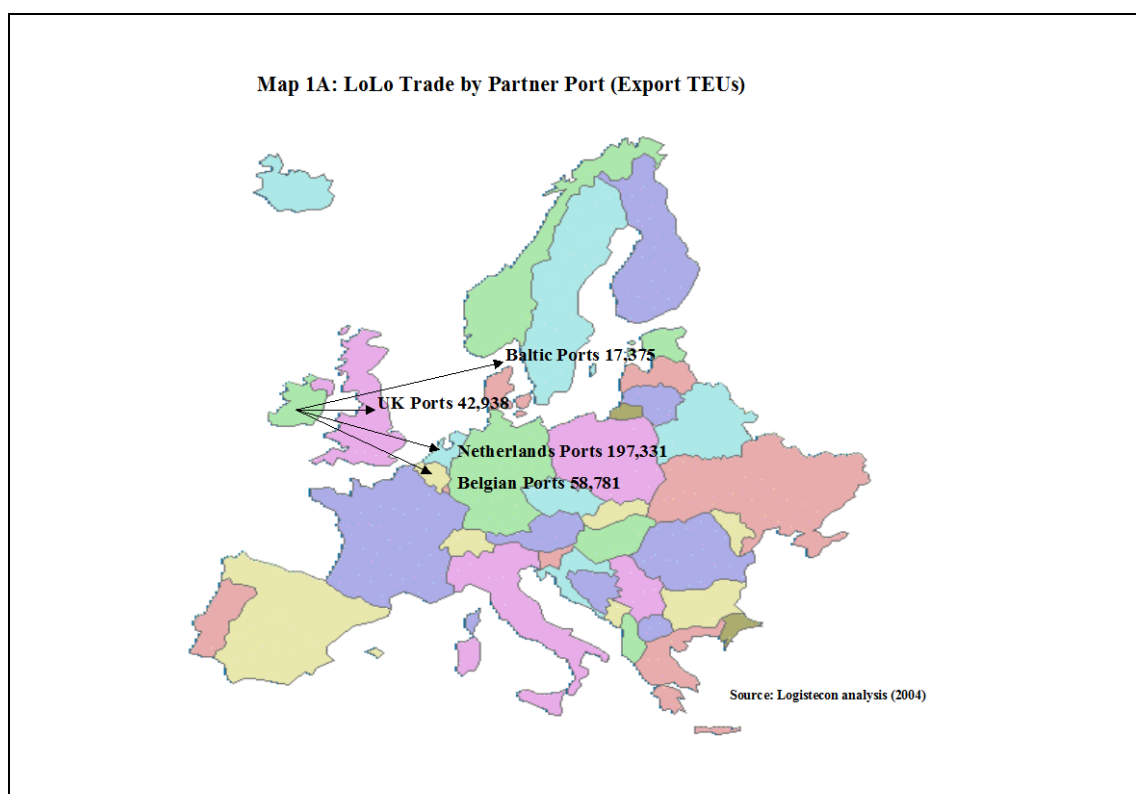 Map 1A: LoLo Trade by Partner Port (Export TEUs)
Baltic Ports 17,375
UK Ports 42,938
Netherlands Ports 197,331
Belgian Ports 58,781
Source: Logistecon analysis (2004)